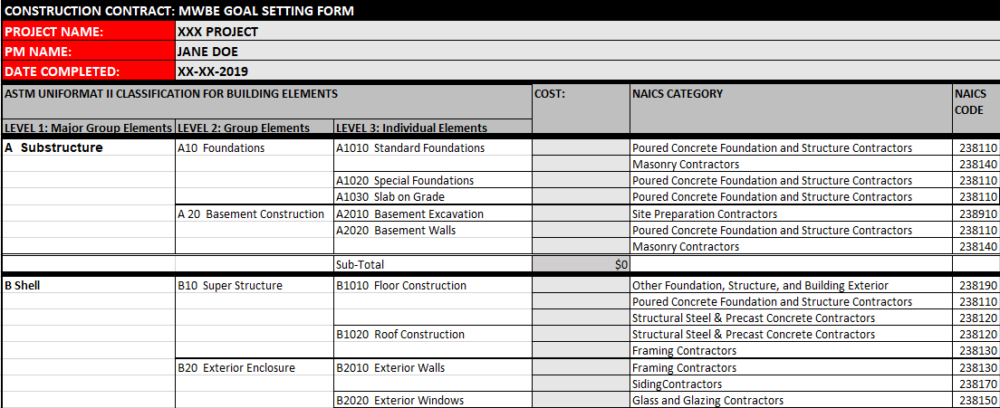 CONSTRUCTION CONTRACT: MWBE GOAL SETTING FORM
PROJECT NAME: XXX PROJECT
PM NAME: JANE DOE
DATE COMPLETED: XX-XX-2019
ASTM UNIFORMAT II CLASSIFICATION FOR BUILDING ELEMENTS COST: NAICS CATEGORY NAICS CODE
LEVEL 1: Major Group Elements LEVEL 2: Group Elements LEVEL 3: Individual Elements
A Substructure A10 Foundations A1010 Standard Foundations Poured Concrete Foundation and Structure Contractors 238110
Masonry Contractors 238140
A1020 Special Foundations Poured Concrete Foundation and Structure Contractors 238110
A1030 Slab on Grade Poured Concrete Foundation and Structure Contractors 238110
A 20 Basement Construction A2010 Basement Excavation Site Preparation Contractors 238910
A2020 Basement Walls Poured Concrete Foundation and Structure Contractors 238110
Masonry Contractors 238140
Sub-Total $0
B Shell B10 Super Structure B1010 Floor Construction Other Foundation, Structure, and Building Exterior 238190
Poured Concrete Foundation and Structure Contractors 238110
Structural Steel & Precast Concrete Contractors 238120
B1020 Roof Construction Structural Steel & Precast Concrete Contractors 238120
Framing Contractors 238130
B20 Exterior Enclosure B2010 Exterior Walls Framing Contractors 238130
SidingContractors 238170
B2020 Exterior Windows Glass and Glazing Contractors 238150